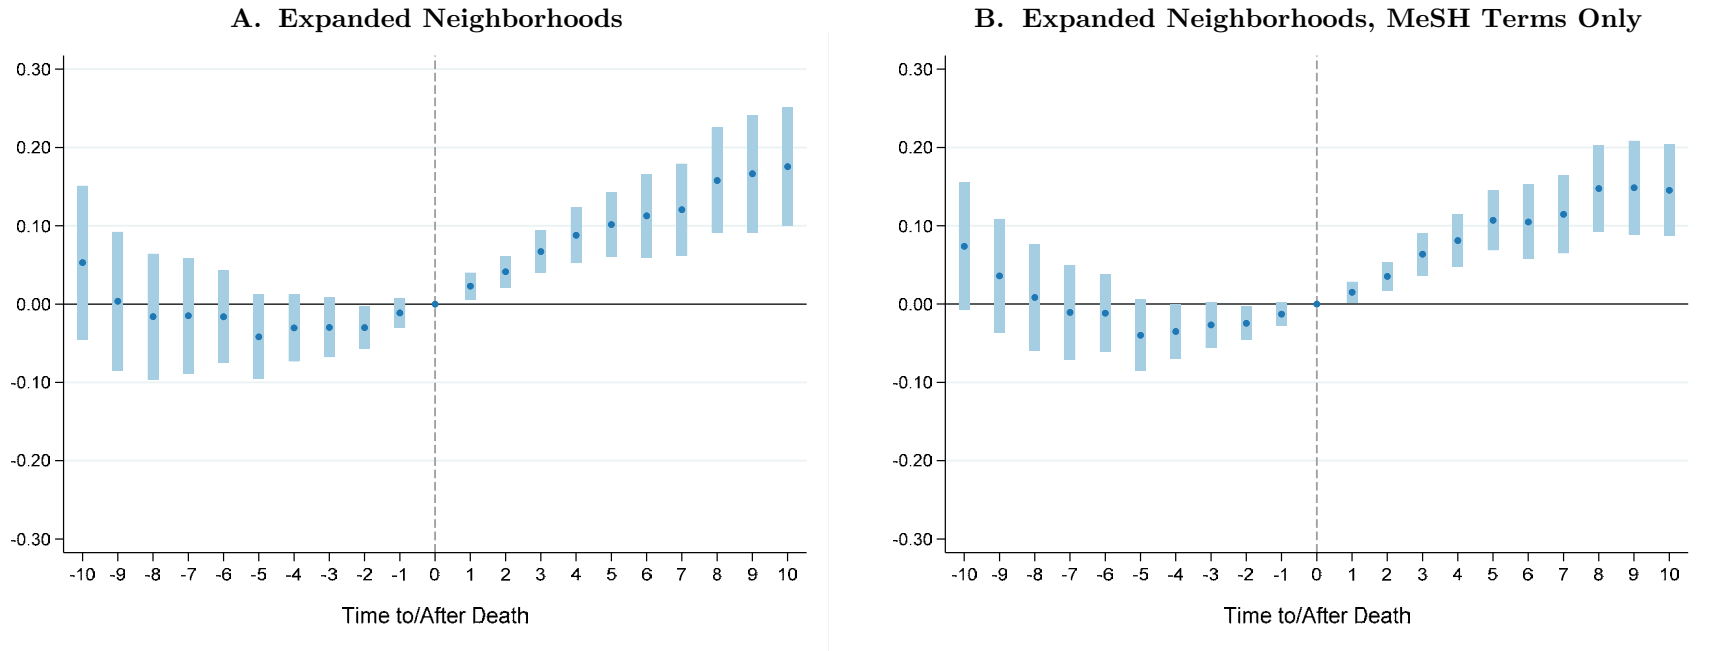 A. Expanded Neighborhoods
0.30
0.20
0.10
0.00
-0.10
-0.20
-0.30
-10 -9 -8 -7 -6 -5 -4 -3 -2 -1 0 1 2 3 4 5 6 7 8 9 10
Time to/After Death
B. Expanded Neighborhoods, MeSH Terms Only
0.30
0.20
0.10
0.00
-0.10
-0.20
-0.30
-10 -9 -8 -7 -6 -5 -4 -3 -2 -1 0 1 2 3 4 5 6 7 8 9 10
Time to/After Death